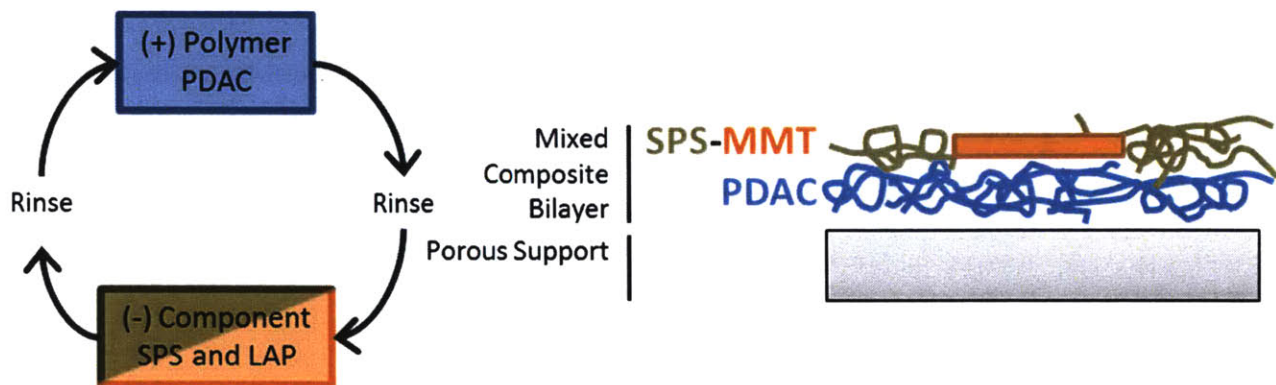 (+) Polymer
PDAC
Rinse
Rinse
(-) Component
SPS and LAP
Mixed
Composite
Bilayer
Porous Support
SPS-MMT
PDAC